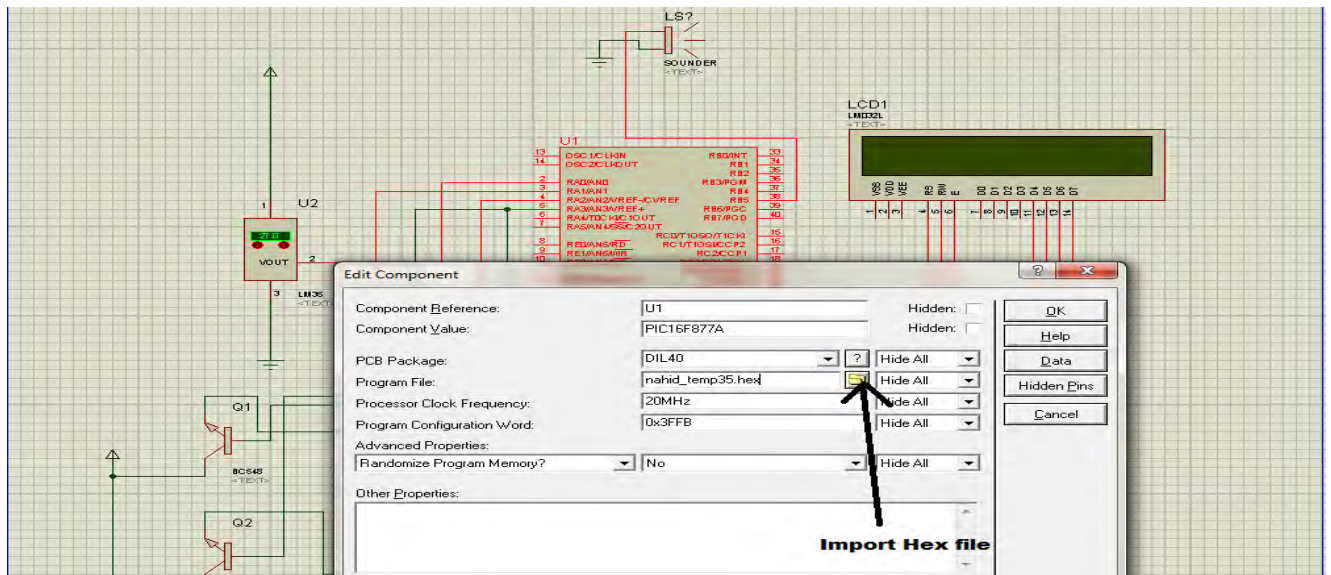 LS?
SOUNDER
<TEXT>
LCD1
LM032L
<TEXT>
VSS
VDD
VEE
RS
RW
E
D0
D1
D2
D3
D4
D5
D6
D7
1
2
3
4
5
6
7
8
9
10
11
12
13
14
U1
13 OSC1/CLKIN
14 OSC2/CLKOUT
2 RA0/AN0
3 RA1/AN1
4 RA2/AN2/VREF-/CVREF
5 RA3/AN3/VREF+
6 RA4/T0CKI/C1OUT
7 RA5/AN4/SS/C2OUT
8 RE0/AN5/RD
9 RE1/AN6/WR
10
RB0/INT 33
RB1 34
RB2 35
RB3/PGM 36
RB4 37
RB5 38
RB6/PGC 39
RB7/PGD 40
RC0/T1OSO/T1CKI 15
RC1/T1OSI/CCP2 16
RC2/CCP1 17
18
1
U2
27.0
VOUT
2
3
LM35
<TEXT>
Q1
BC548
<TEXT>
Q2
Edit Component
Component Reference: U1 Hidden:
Component Value: PIC16F877A Hidden:
PCB Package: DIL40 ? Hide All
Program File: nahid_temp35.hex Hide All
Processor Clock Frequency: 20MHz Hide All
Program Configuration Word: 0x3FFB Hide All
Advanced Properties:
Randomize Program Memory? No Hide All
Other Properties:
OK
Help
Data
Hidden Pins
Cancel
Import Hex file